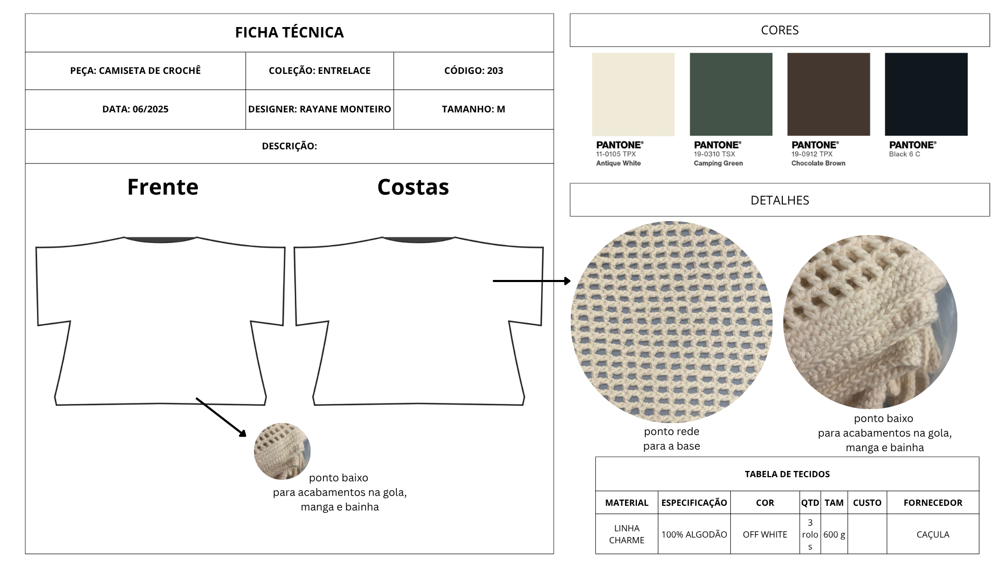 FICHA TÉCNICA
PEÇA: CAMISETA DE CROCHÊ
COLEÇÃO: ENTRELACE
CÓDIGO: 203
DATA: 06/2025
DESIGNER: RAYANE MONTEIRO
TAMANHO: M
DESCRIÇÃO:
Frente
Costas
ponto baixo
para acabamentos na gola,
manga e bainha
CORES
PANTONE®
11-0105 TPX
Antique White
PANTONE®
19-0310 TSX
Camping Green
PANTONE®
19-0912 TPX
Chocolate Brown
PANTONE®
Black 6 C
DETALHES
ponto rede
para a base
ponto baixo
para acabamentos na gola,
manga e bainha
TABELA DE TECIDOS
MATERIAL
ESPECIFICAÇÃO
COR
QTD
TAM
CUSTO
FORNECEDOR
LINHA
CHARME
100% ALGODÃO
OFF WHITE
3
rolo
s
600 g
CAÇULA